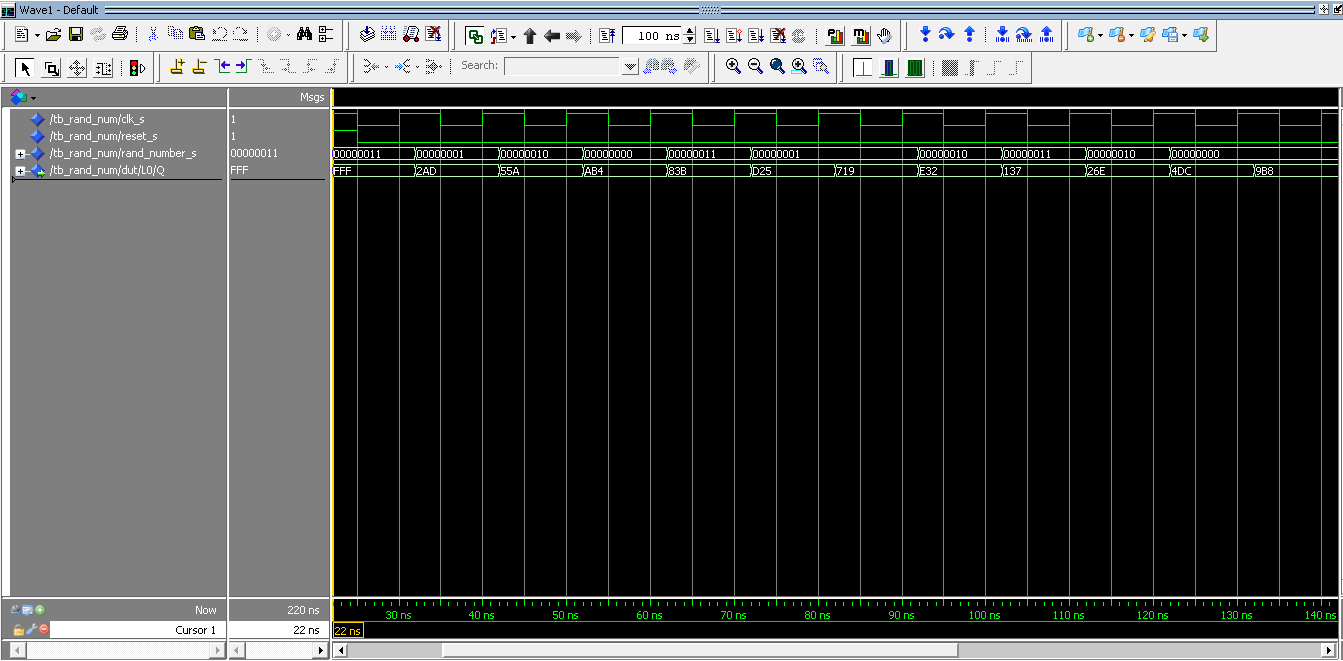 Wave1 - Default
100 ns
Search:
Msgs
/tb_rand_num/clk_s 1
/tb_rand_num/reset_s 1
/tb_rand_num/rand_number_s 00000011 00000011 00000001 00000010 00000000 00000011 00000001 00000010 00000011 00000010 00000000
/tb_rand_num/dut/L0/Q FFF FFF 2AD 55A AB4 83B D25 719 E32 137 26E 4DC 9B8
Now 220 ns 30 ns 40 ns 50 ns 60 ns 70 ns 80 ns 90 ns 100 ns 110 ns 120 ns 130 ns 140 ns
Cursor 1 22 ns 22 ns